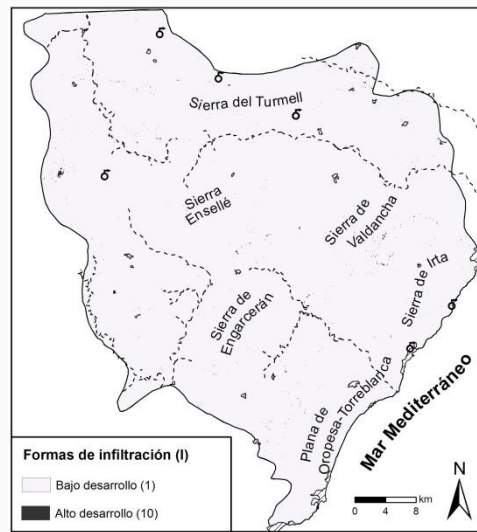 Sierra del Turmell
Sierra
Ensellé
Sierra de
Valdancha
Sierra de Irta
Sierra de
Engarcerán
Plana de
Oropesa-Torreblanca
Mar Mediterráneo
Formas de infiltración (I)
Bajo desarrollo (1)
Alto desarrollo (10)
N
0 4 8 km